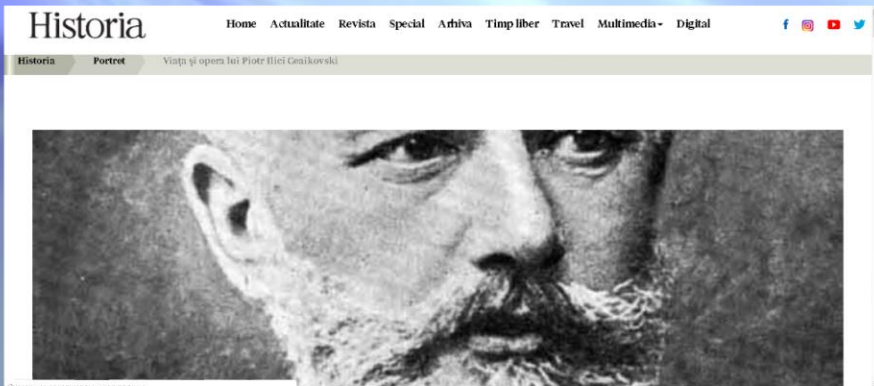 Historia
Home Actualitate Revista Special Arhiva Timp liber Travel Multimedia Digital
Historia Portret Viața și opera lui Piotr Ilici Ceaikovski